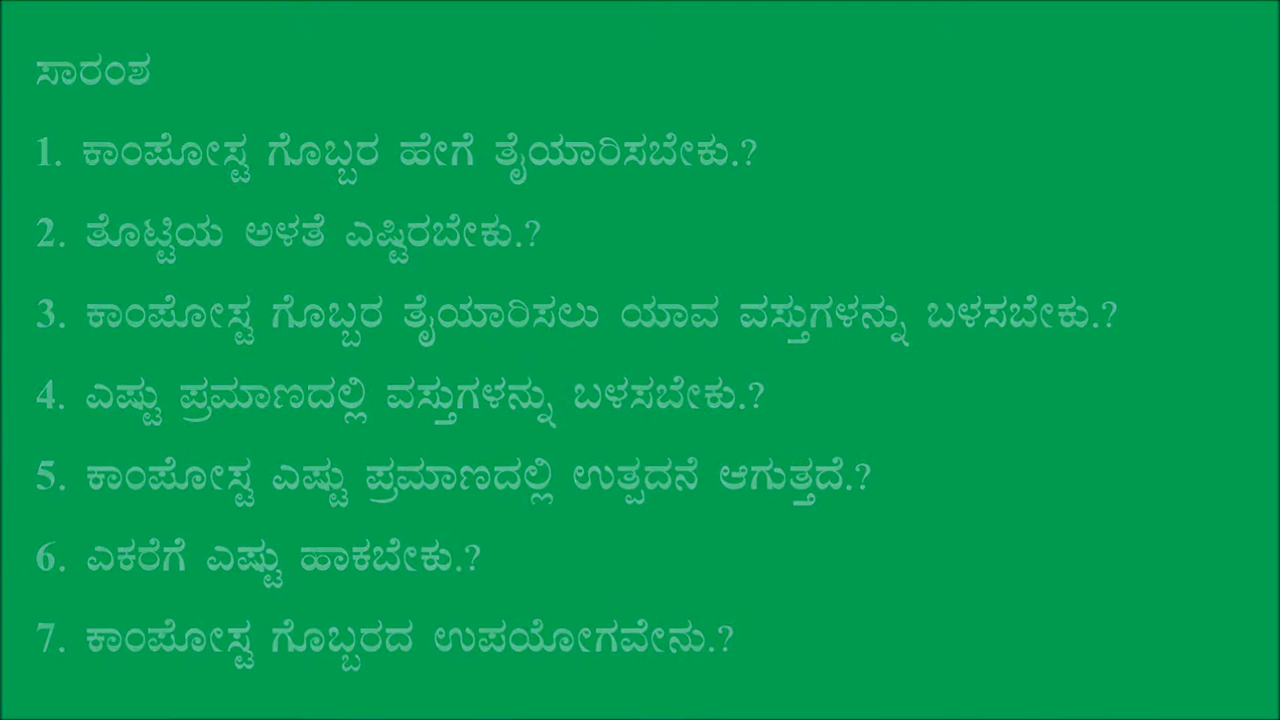 ಸಾರಂಶ
1. ಕಾಂಪೋಸ್ಟ ಗೊಬ್ಬರ ಹೇಗೆ ತೈಯಾರಿಸಬೇಕು.?
2. ತೊಟ್ಟಿಯ ಅಳತೆ ಎಷ್ಟಿರಬೇಕು.?
3. ಕಾಂಪೋಸ್ಟ ಗೊಬ್ಬರ ತೈಯಾರಿಸಲು ಯಾವ ವಸ್ತುಗಳನ್ನು ಬಳಸಬೇಕು.?
4. ಎಷ್ಟು ಪ್ರಮಾಣದಲ್ಲಿ ವಸ್ತುಗಳನ್ನು ಬಳಸಬೇಕು.?
5. ಕಾಂಪೋಸ್ಟ ಎಷ್ಟು ಪ್ರಮಾಣದಲ್ಲಿ ಉತ್ಪದನೆ ಆಗುತ್ತದೆ.?
6. ಎಕರೆಗೆ ಎಷ್ಟು ಹಾಕಬೇಕು.?
7. ಕಾಂಪೋಸ್ಟ ಗೊಬ್ಬರದ ಉಪಯೋಗವೇನು.?